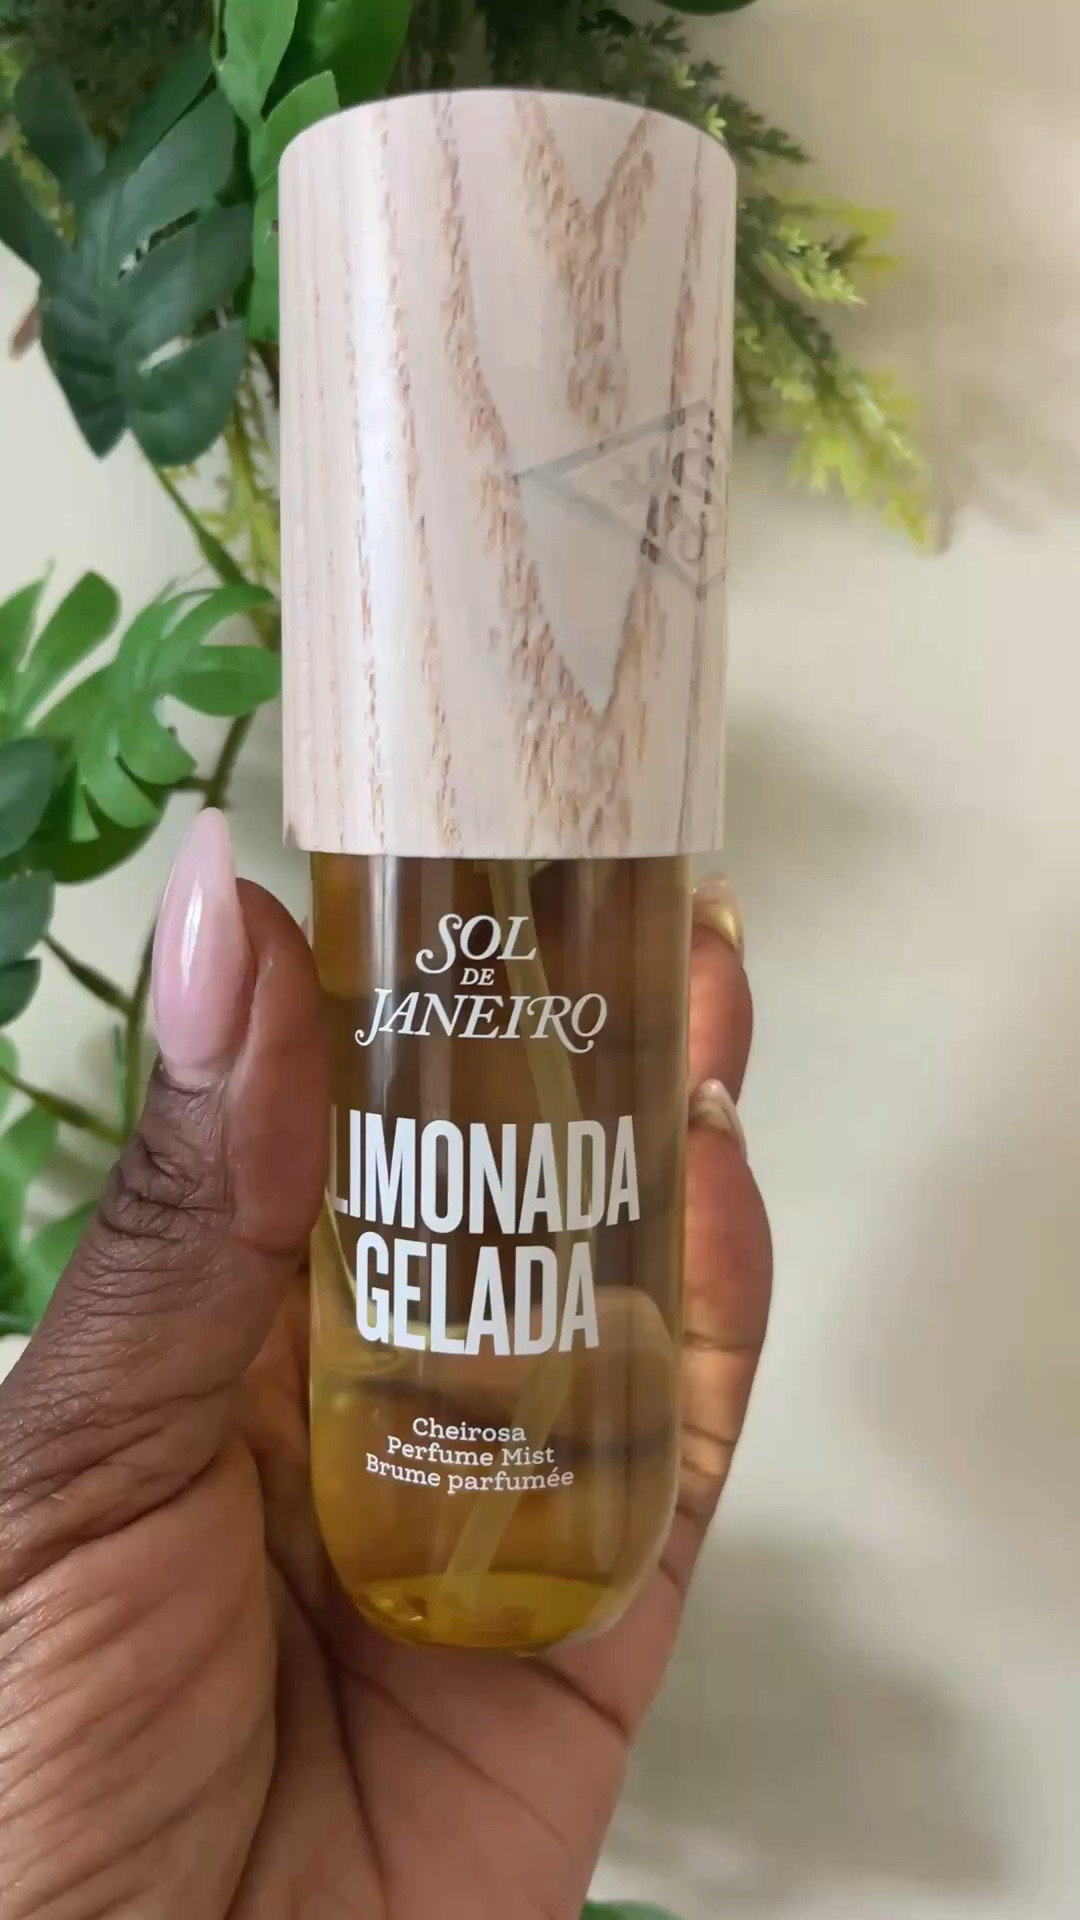 SOL
DE
JANEIRO
LIMONADA
GELADA
Cheirosa
Perfume Mist
Brume parfumée